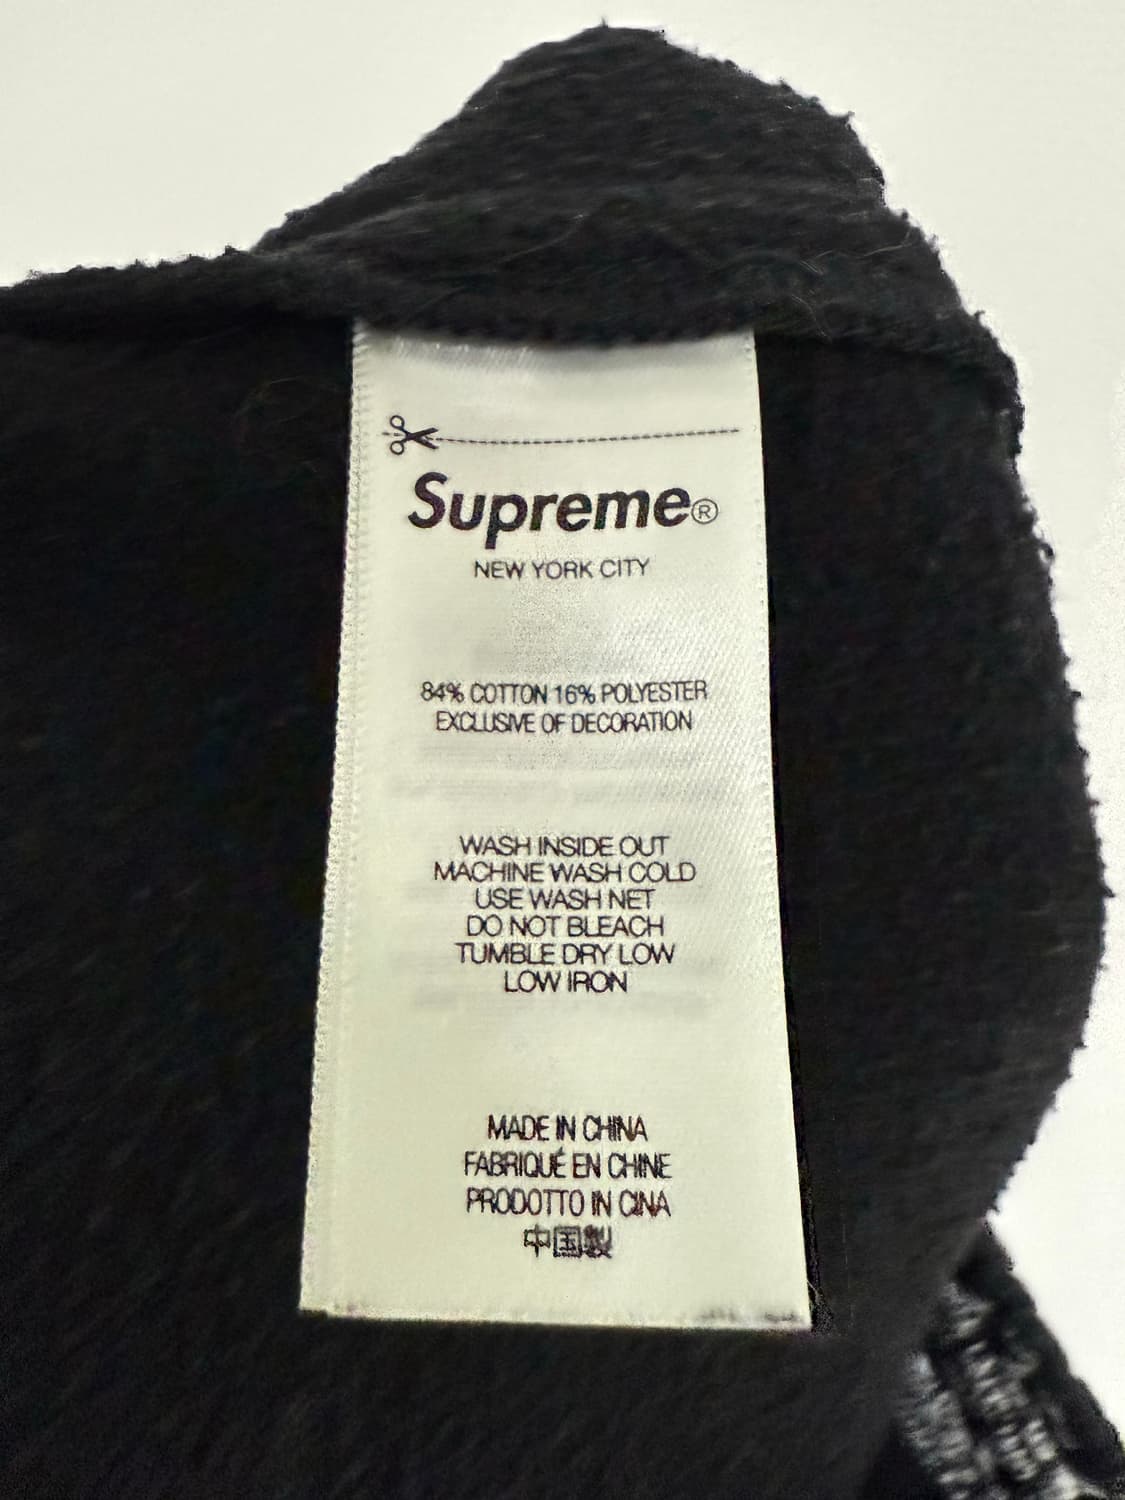 Supreme®
NEW YORK CITY
84% COTTON 16% POLYESTER
EXCLUSIVE OF DECORATION
WASH INSIDE OUT
MACHINE WASH COLD
USE WASH NET
DO NOT BLEACH
TUMBLE DRY LOW
LOW IRON
MADE IN CHINA
FABRIQUÉ EN CHINE
PRODOTTO IN CINA
中国製